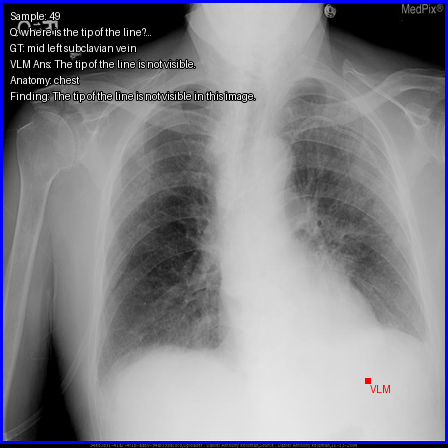 Sample: 49
Q: where is the tip of the line?...
GT: mid left subclavian vein
VLM Ans: The tip of the line is not visible.
Anatomy: chest
Finding: The tip of the line is not visible in this image.
MedPix
VLM